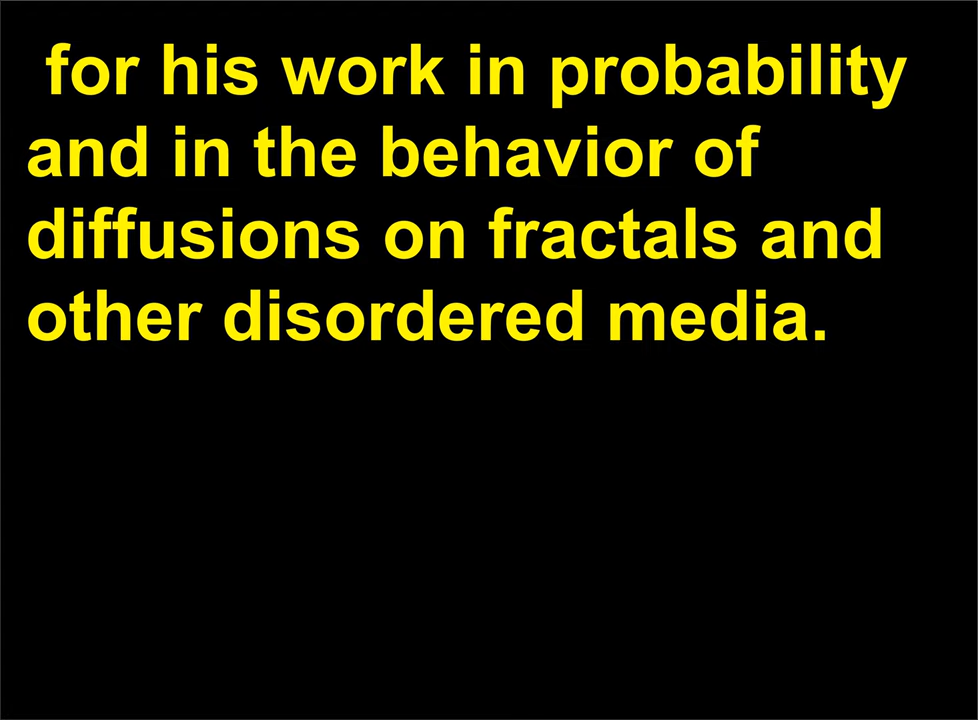 for his work in probability
and in the behavior of
diffusions on fractals and
other disordered media.